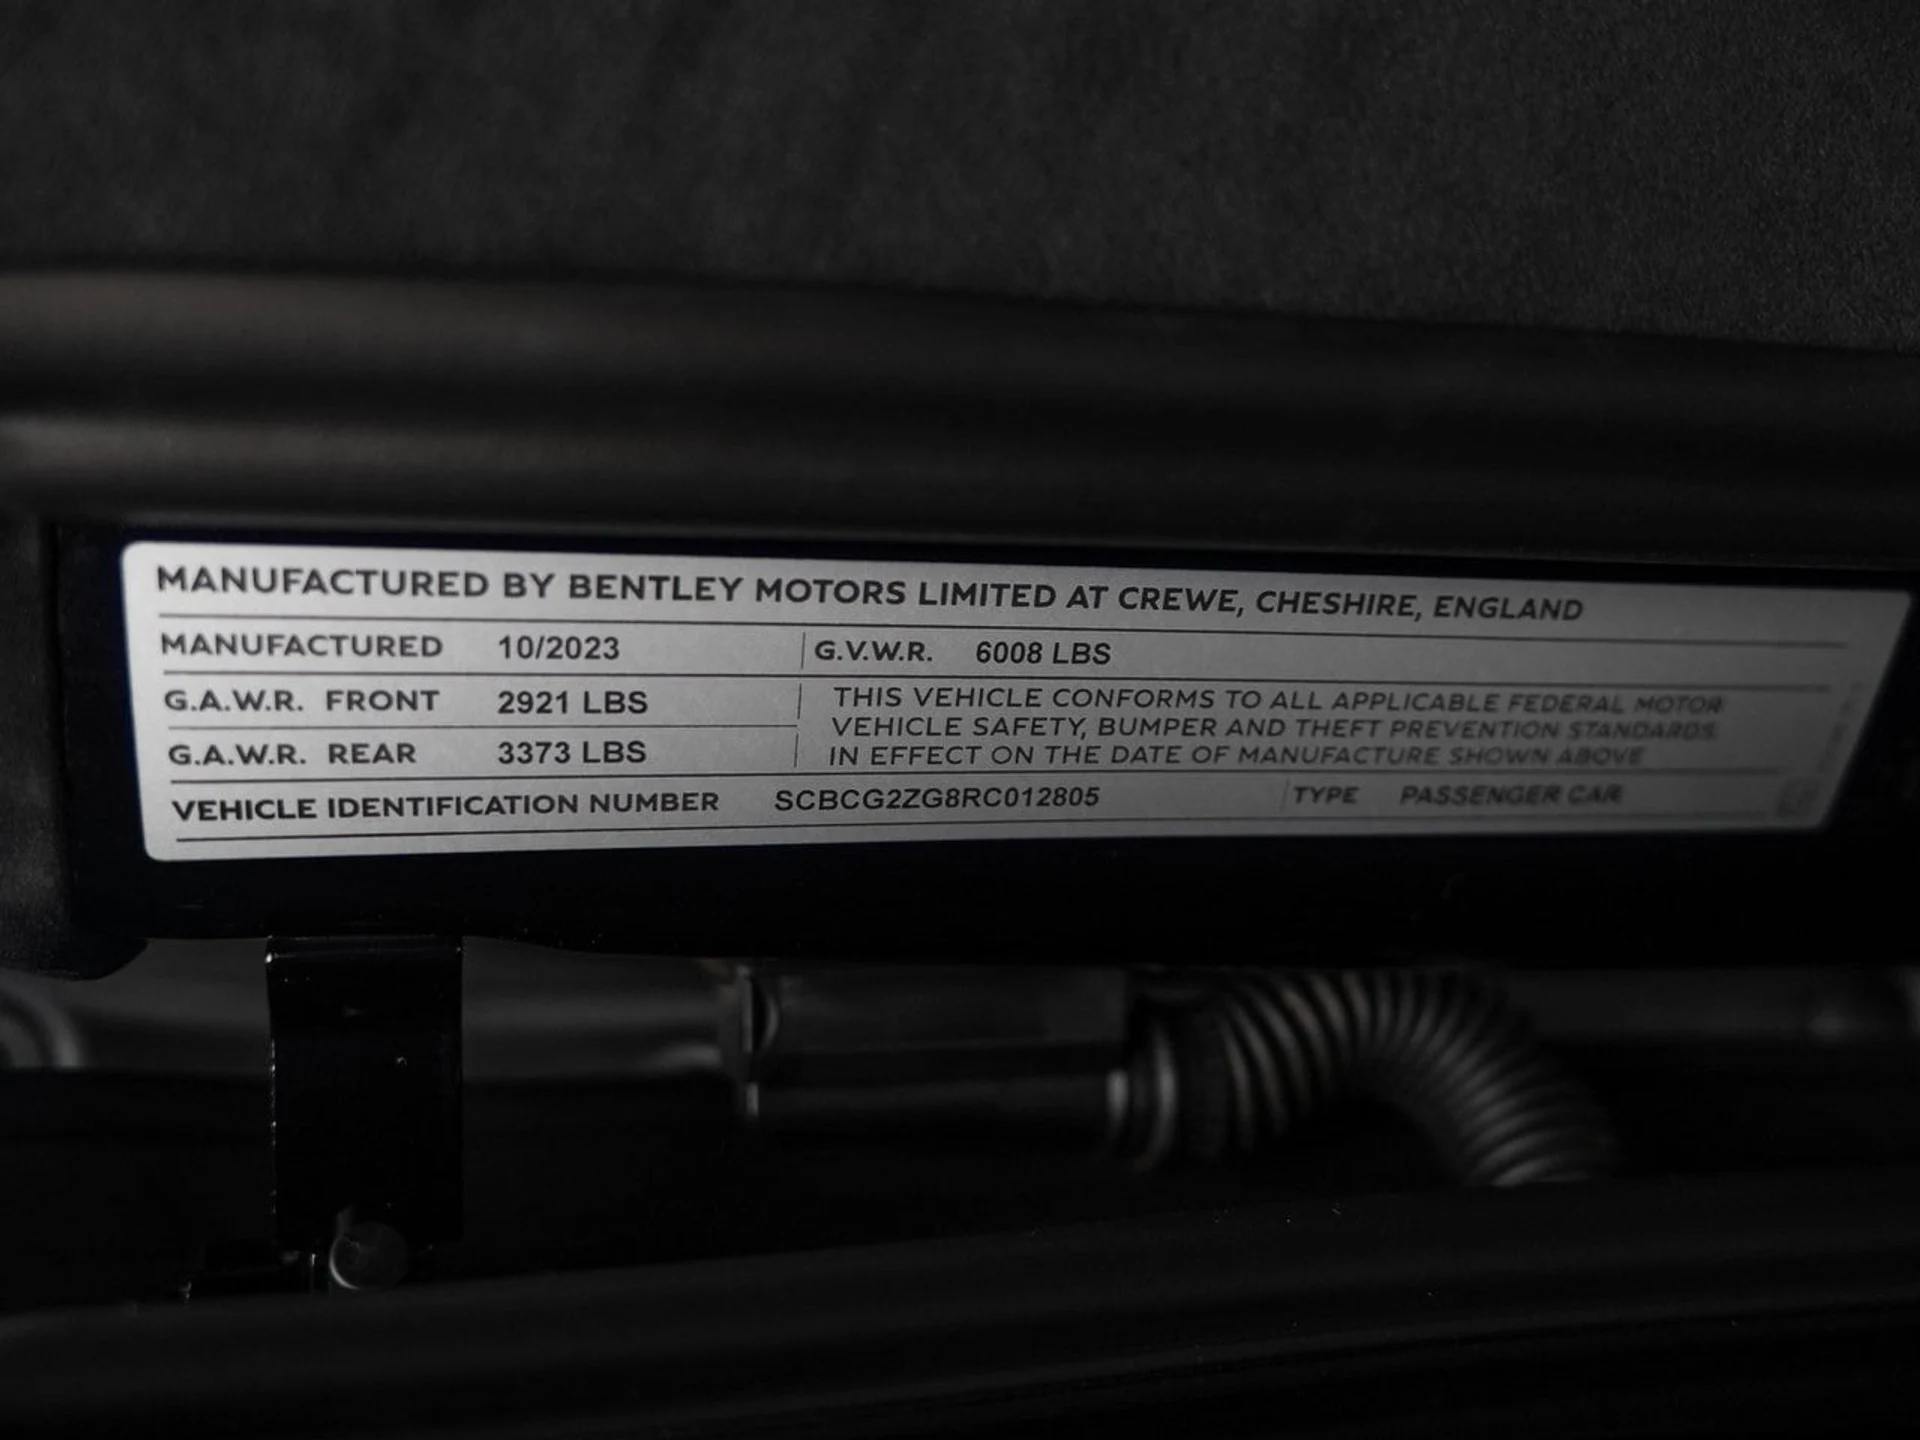 MANUFACTURED BY BENTLEY MOTORS LIMITED AT CREWE, CHESHIRE, ENGLAND
MANUFACTURED 10/2023 G.V.W.R. 6008 LBS
G.A.W.R. FRONT 2921 LBS
G.A.W.R. REAR 3373 LBS
THIS VEHICLE CONFORMS TO ALL APPLICABLE FEDERAL MOTOR
VEHICLE SAFETY, BUMPER AND THEFT PREVENTION STANDARDS
IN EFFECT ON THE DATE OF MANUFACTURE SHOWN ABOVE
VEHICLE IDENTIFICATION NUMBER SCBCG2ZG8RC012805 TYPE PASSENGER CAR